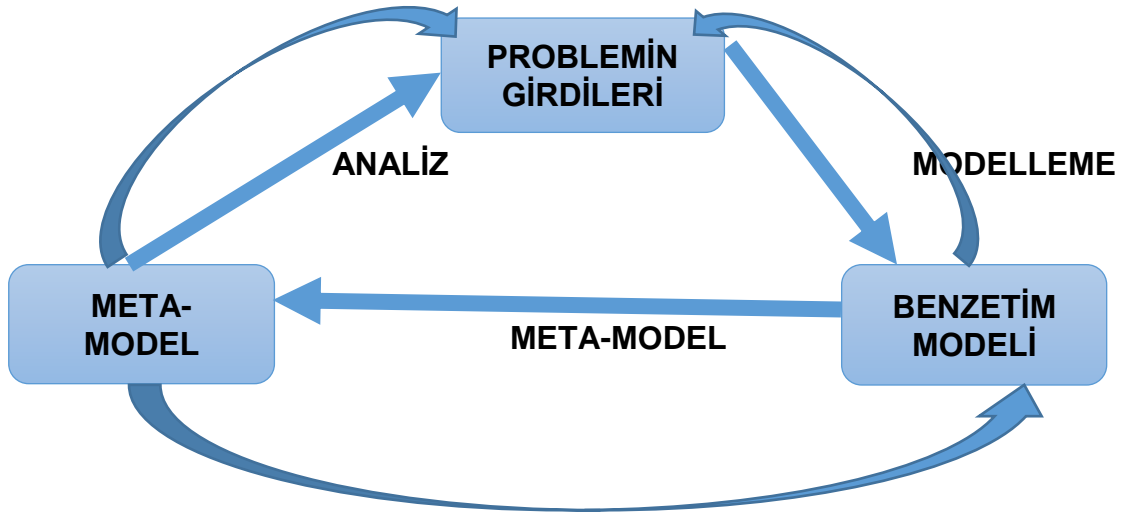 PROBLEMİN
GİRDİLERİ
ANALİZ
MODELLEME
META-
MODEL
META-MODEL
BENZETİM
MODELİ